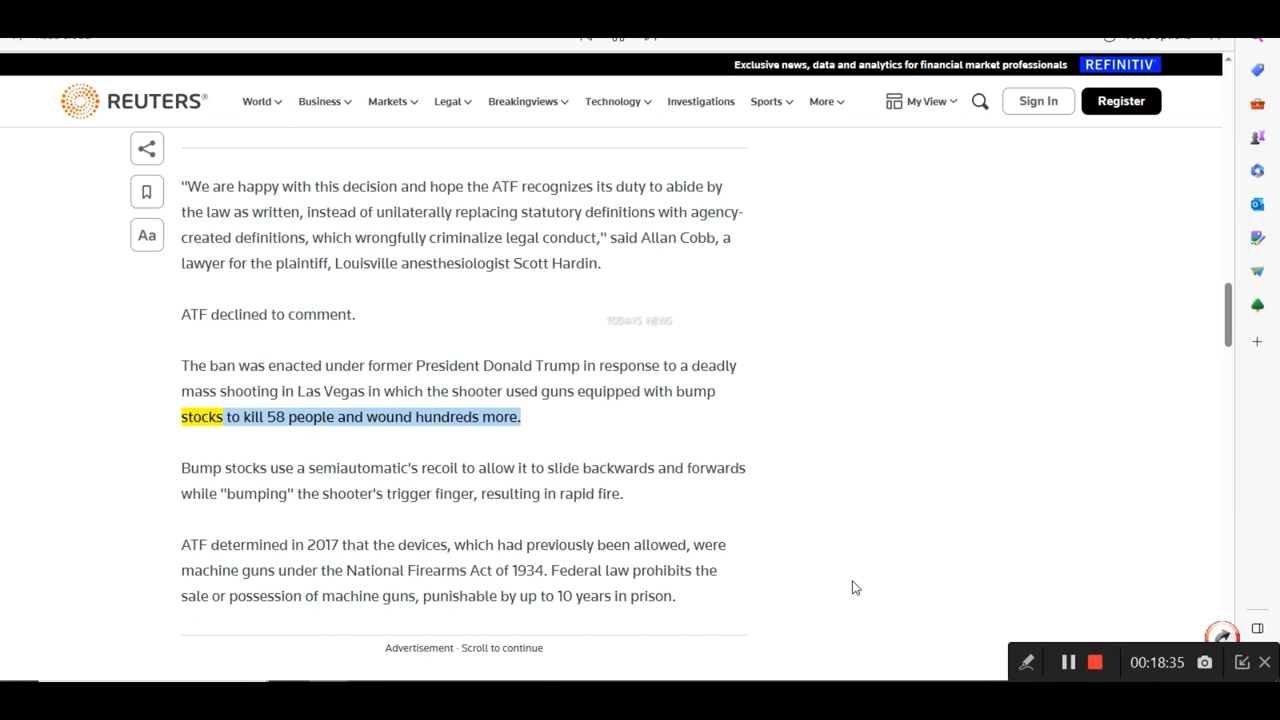 Exclusive news, data and analytics for financial market professionals REFINITIV
REUTERS®
World Business Markets Legal Breakingviews Technology Investigations Sports More My View Sign In Register
"We are happy with this decision and hope the ATF recognizes its duty to abide by
the law as written, instead of unilaterally replacing statutory definitions with agency-
created definitions, which wrongfully criminalize legal conduct," said Allan Cobb, a
lawyer for the plaintiff, Louisville anesthesiologist Scott Hardin.
Aa
ATF declined to comment.
TODAYS NEWS
The ban was enacted under former President Donald Trump in response to a deadly
mass shooting in Las Vegas in which the shooter used guns equipped with bump
stocks to kill 58 people and wound hundreds more.
Bump stocks use a semiautomatic's recoil to allow it to slide backwards and forwards
while "bumping" the shooter's trigger finger, resulting in rapid fire.
ATF determined in 2017 that the devices, which had previously been allowed, were
machine guns under the National Firearms Act of 1934. Federal law prohibits the
sale or possession of machine guns, punishable by up to 10 years in prison.
Advertisement · Scroll to continue
00:18:35